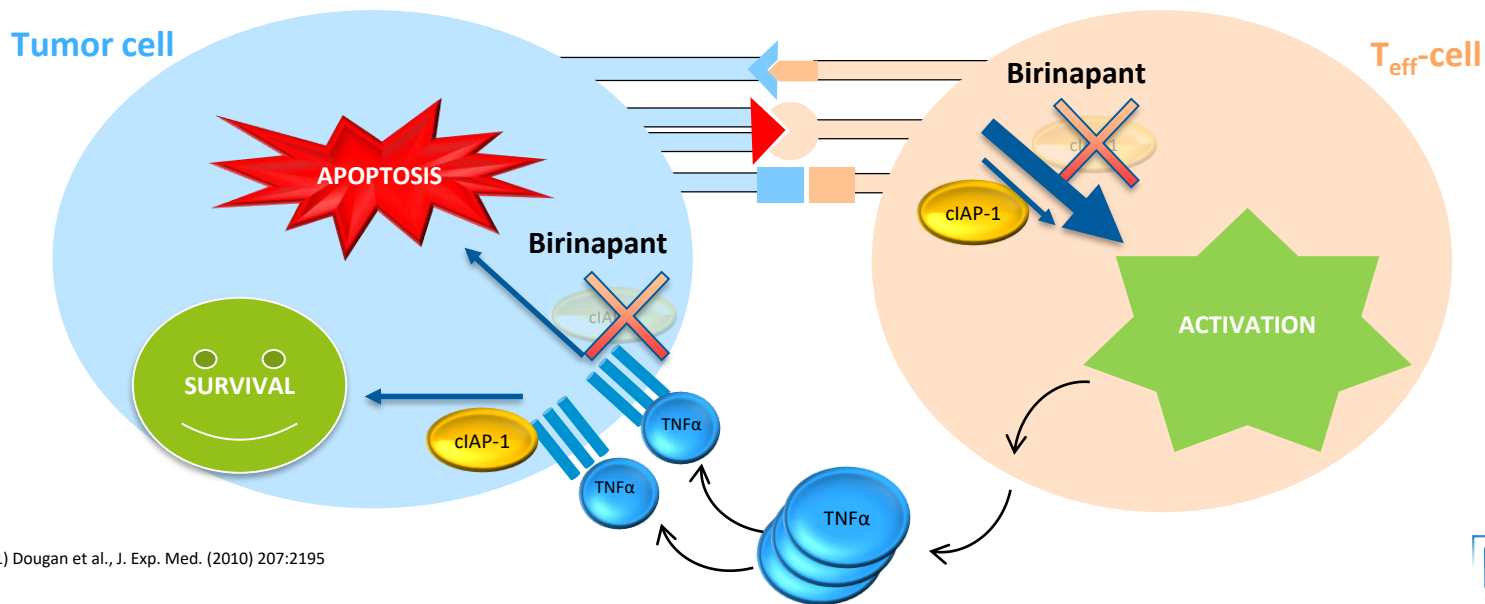 Tumor cell
Teff-cell
Birinapant
cIAP-1
APOPTOSIS
Birinapant
ACTIVATION
SURVIVAL
cIAP-1
TNFα
TNFα
TNFα
) Dougan et al., J. Exp. Med. (2010) 207:2195